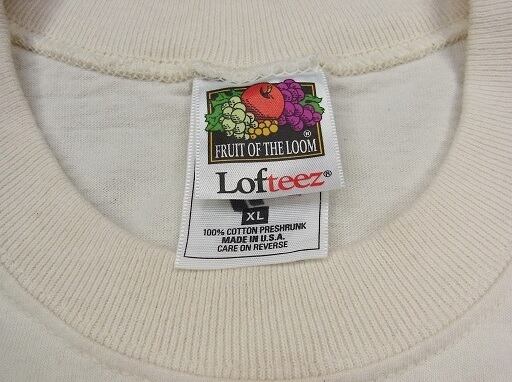 FRUIT OF THE LOOM®
Lofteez®
XL
100% COTTON PRESHRUNK
MADE IN U.S.A.
CARE ON REVERSE